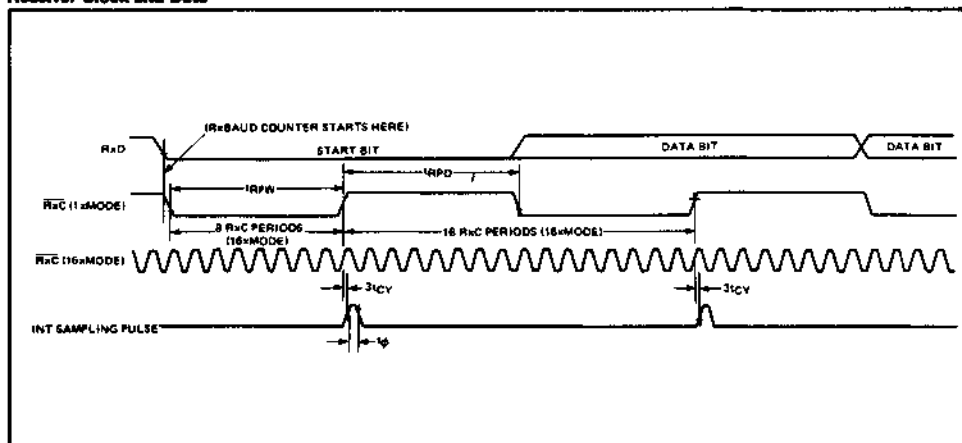 Receiver Clock and Data
(RxBAUD COUNTER STARTS HERE)
RxD
START BIT
DATA BIT
DATA BIT
tRPW
tRPD
RxC (1xMODE)
8 RxC PERIODS
(16xMODE)
16 RxC PERIODS (16xMODE)
RxC (16xMODE)
3tCY
3tCY
INT SAMPLING PULSE
tφ